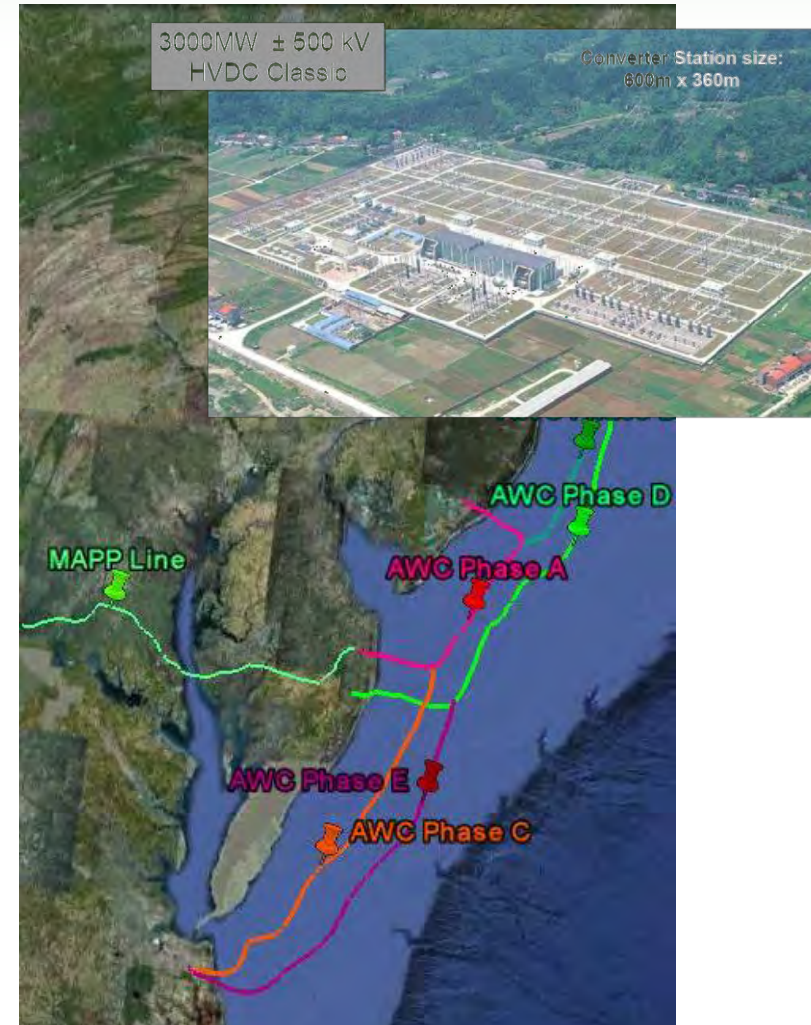 3000MW ± 500 kV
HVDC Classic
Converter Station size:
600m x 360m
AWC Phase D
MAPP Line
AWC Phase A
AWC Phase E
AWC Phase C